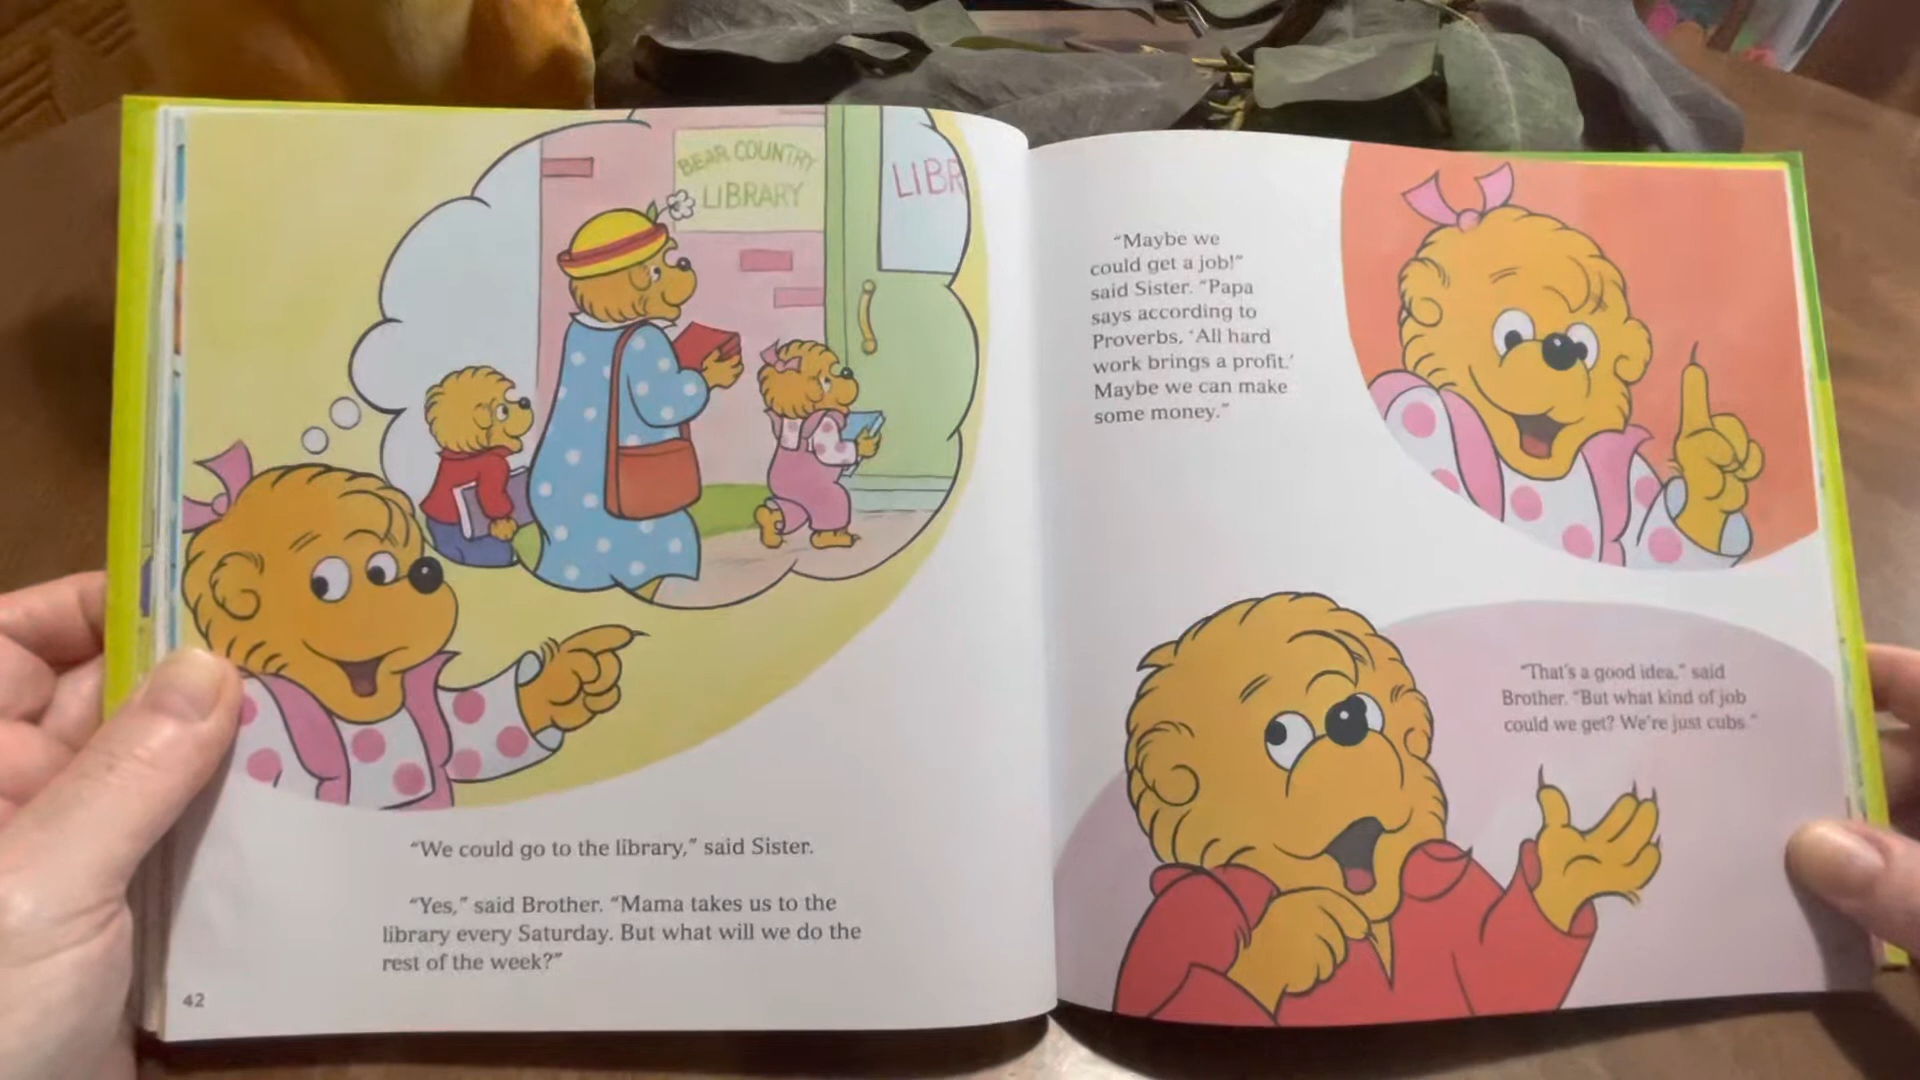 BEAR COUNTRY
LIBRARY
LIBR
“We could go to the library,” said Sister.
“Yes,” said Brother. “Mama takes us to the
library every Saturday. But what will we do the
rest of the week?”
42
“Maybe we
could get a job!”
said Sister. “Papa
says according to
Proverbs, ‘All hard
work brings a profit.’
Maybe we can make
some money.”
“That’s a good idea,” said
Brother. “But what kind of job
could we get? We’re just cubs.”